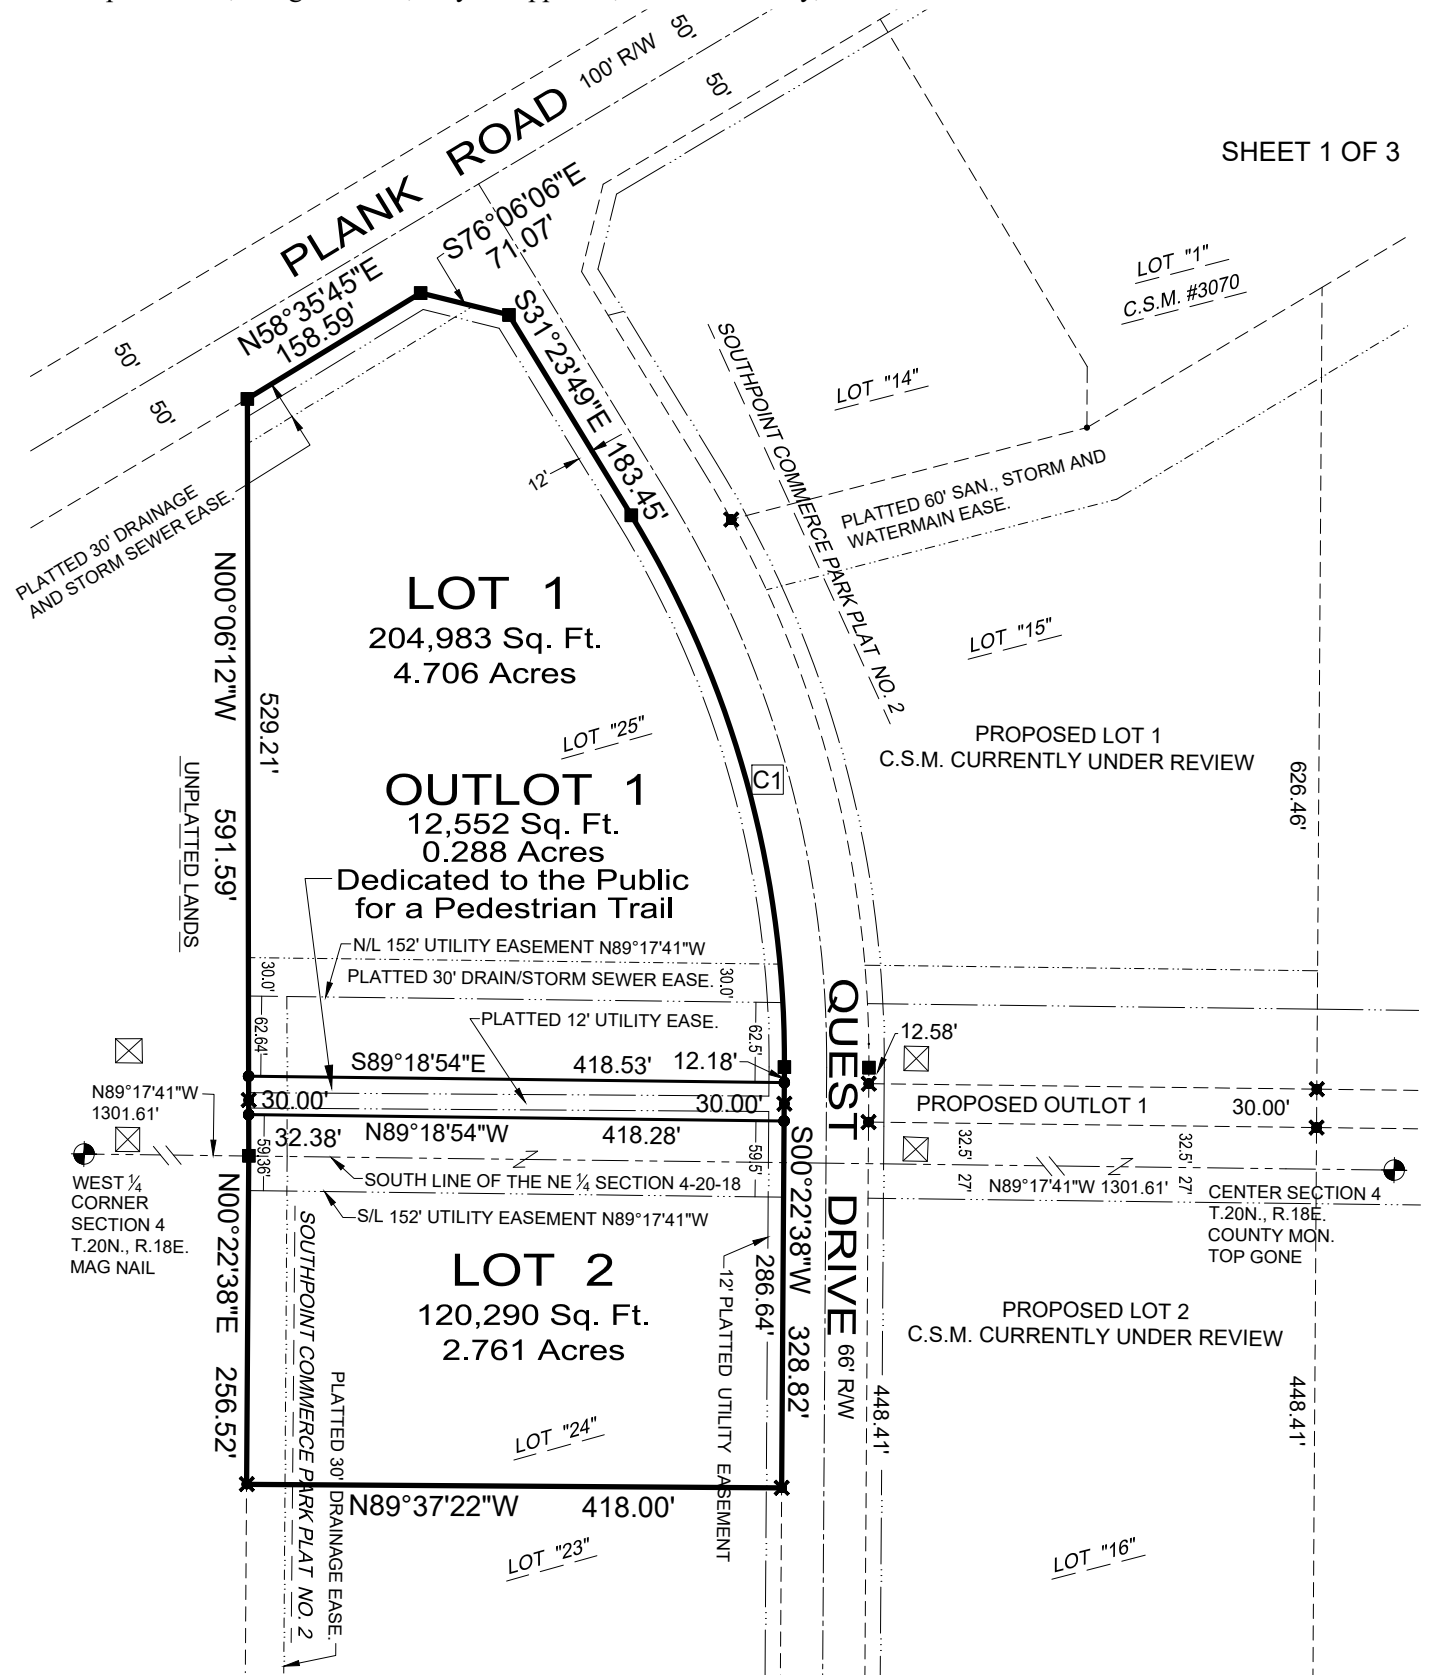 50'
100' R/W
50'
PLANK ROAD
SHEET 1 OF 3
S76°06'06"E
71.07'
LOT "1"
C.S.M. #3070
N58°35'45"E
158.59'
50'
50'
S31°23'49"E 183.45'
12'
SOUTHPOINT COMMERCE PARK PLAT NO. 2
LOT "14"
PLATTED 60' SAN., STORM AND
WATERMAIN EASE.
PLATTED 30' DRAINAGE
AND STORM SEWER EASE.
LOT 1
204,983 Sq. Ft.
4.706 Acres
LOT "15"
N00°06'12"W 591.59'
529.21'
UNPLATTED LANDS
LOT "25"
PROPOSED LOT 1
C.S.M. CURRENTLY UNDER REVIEW
626.46'
C1
OUTLOT 1
12,552 Sq. Ft.
0.288 Acres
Dedicated to the Public
for a Pedestrian Trail
N/L 152' UTILITY EASEMENT N89°17'41"W
30.0'
PLATTED 30' DRAIN/STORM SEWER EASE.
30.0'
QUEST DRIVE
66' R/W
62.64'
PLATTED 12' UTILITY EASE.
62.5'
12.58'
S89°18'54"E 418.53'
12.18'
N89°17'41"W
1301.61'
30.00'
30.00'
PROPOSED OUTLOT 1
30.00'
32.38'
N89°18'54"W 418.28'
59.36'
59.5'
32.5'
27'
32.5'
27'
SOUTH LINE OF THE NE ¼ SECTION 4-20-18
N89°17'41"W 1301.61'
S/L 152' UTILITY EASEMENT N89°17'41"W
WEST ¼
CORNER
SECTION 4
T.20N., R.18E.
MAG NAIL
CENTER SECTION 4
T.20N., R.18E.
COUNTY MON.
TOP GONE
N00°22'38"E 256.52'
S00°22'38"W 328.82'
286.64'
LOT 2
120,290 Sq. Ft.
2.761 Acres
12' PLATTED UTILITY EASEMENT
SOUTHPOINT COMMERCE PARK PLAT NO. 2
PLATTED 30' DRAINAGE EASE.
PROPOSED LOT 2
C.S.M. CURRENTLY UNDER REVIEW
448.41'
448.41'
LOT "24"
N89°37'22"W 418.00'
LOT "23"
LOT "16"